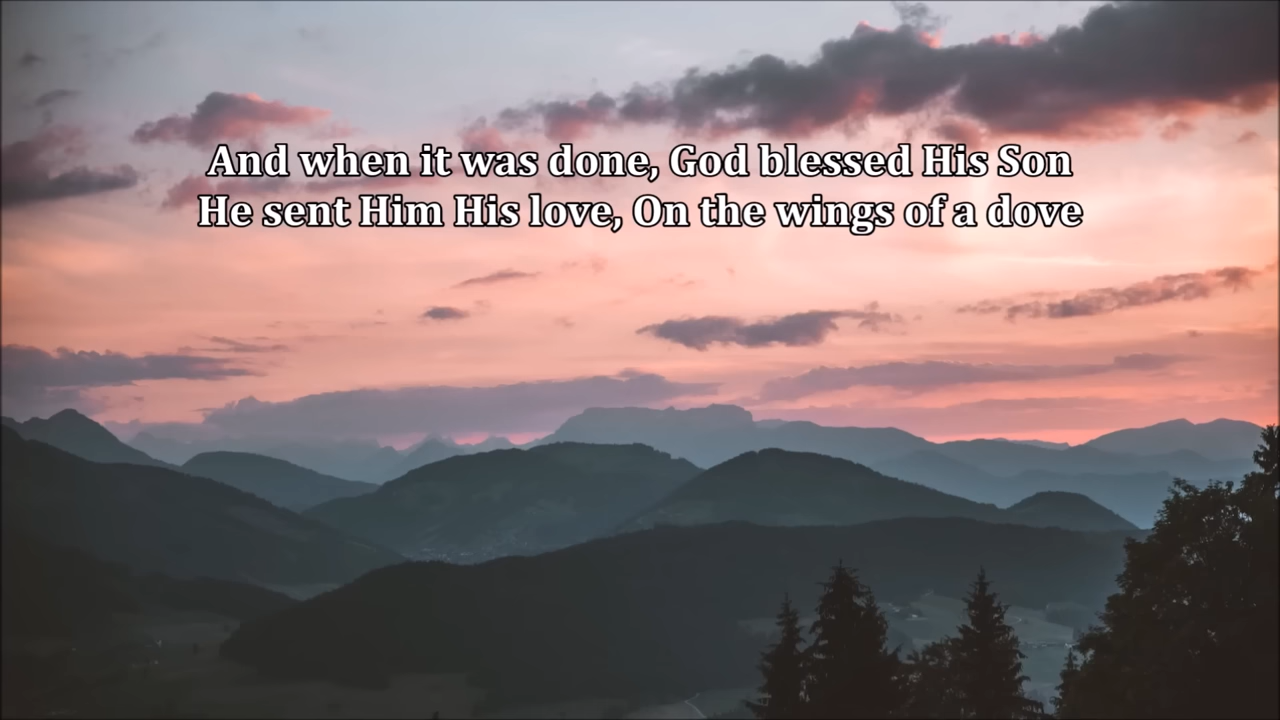 And when it was done, God blessed His Son
He sent Him His love, On the wings of a dove